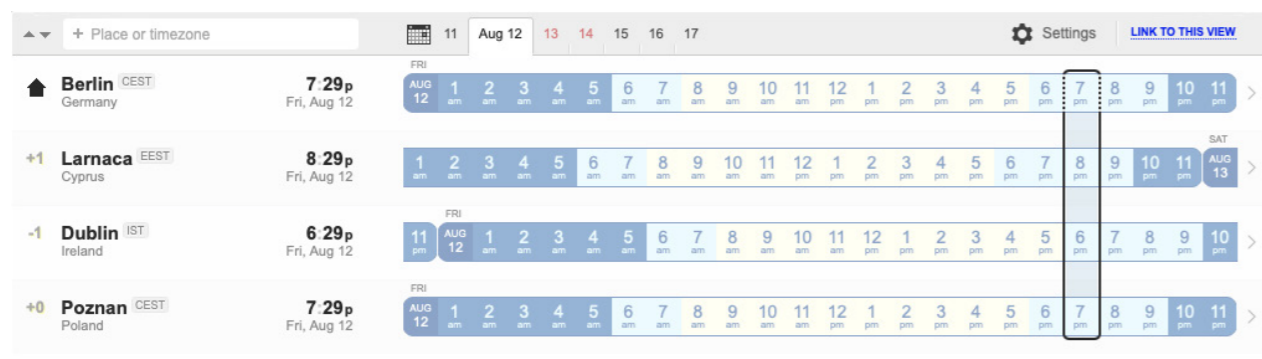 + Place or timezone 11 Aug 12 13 14 15 16 17 Settings LINK TO THIS VIEW
FRI
Berlin CEST 7:29p AUG 1 2 3 4 5 6 7 8 9 10 11 12 1 2 3 4 5 6 7 8 9 10 11
Germany Fri, Aug 12 12 am am am am am am am am am am am pm pm pm pm pm pm pm pm pm pm pm pm
SAT
+1 Larnaca EEST 8:29p 1 2 3 4 5 6 7 8 9 10 11 12 1 2 3 4 5 6 7 8 9 10 11 AUG
Cyprus Fri, Aug 12 am am am am am am am am am am am pm pm pm pm pm pm pm pm pm pm pm pm 13
FRI
-1 Dublin IST 6:29p 11 AUG 1 2 3 4 5 6 7 8 9 10 11 12 1 2 3 4 5 6 7 8 9 10
Ireland Fri, Aug 12 pm 12 am am am am am am am am am am am pm pm pm pm pm pm pm pm pm pm pm
FRI
+0 Poznan CEST 7:29p AUG 1 2 3 4 5 6 7 8 9 10 11 12 1 2 3 4 5 6 7 8 9 10 11
Poland Fri, Aug 12 12 am am am am am am am am am am am pm pm pm pm pm pm pm pm pm pm pm pm